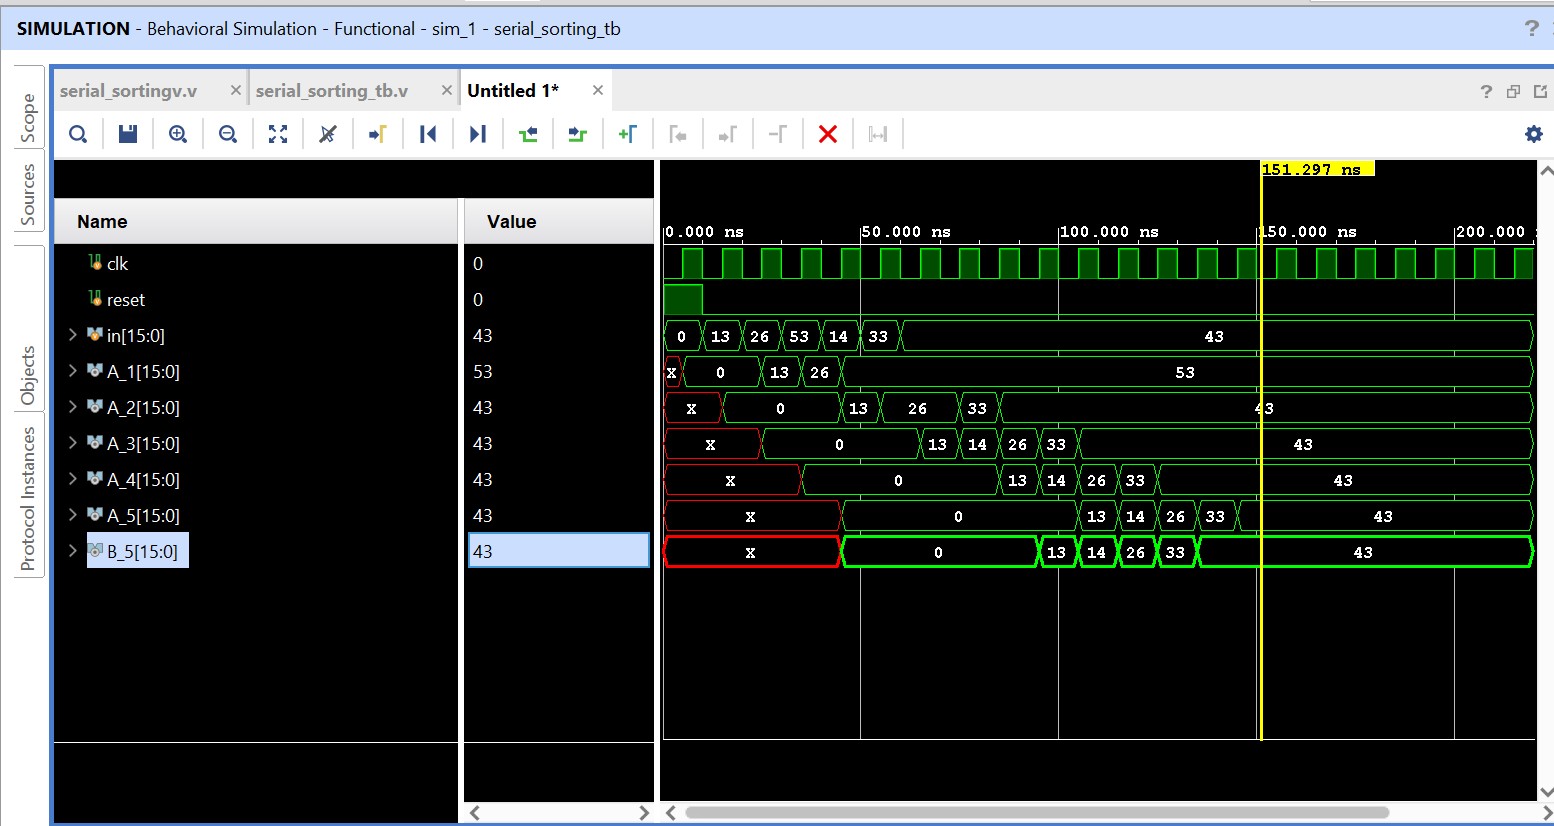 SIMULATION - Behavioral Simulation - Functional - sim_1 - serial_sorting_tb
?
Scope
Sources
Objects
Protocol Instances
serial_sortingv.v
serial_sorting_tb.v
Untitled 1*
?
151.297 ns
Name
Value
0.000 ns
50.000 ns
100.000 ns
150.000 ns
200.000
clk 0
reset 0
in[15:0] 43 0 13 26 53 14 33 43
A_1[15:0] 53 X 0 13 26 53
A_2[15:0] 43 X 0 13 26 33 43
A_3[15:0] 43 X 0 13 14 26 33 43
A_4[15:0] 43 X 0 13 14 26 33 43
A_5[15:0] 43 X 0 13 14 26 33 43
B_5[15:0] 43 X 0 13 14 26 33 43